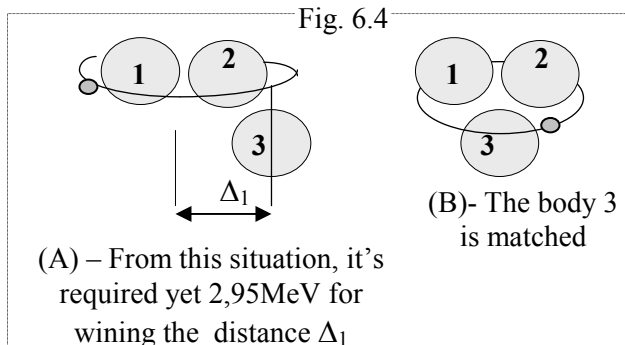 Fig. 6.4
1
2
3
Δ1
(A) – From this situation, it's
required yet 2,95MeV for
wining the distance Δ1
1
2
3
(B)- The body 3
is matched